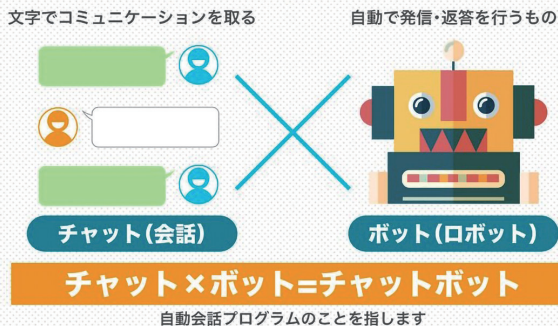 文字でコミュニケーションを取る
自動で発信・返答を行うもの
チャット(会話)
ボット(ロボット)
チャット×ボット=チャットボット
自動会話プログラムのことを指します